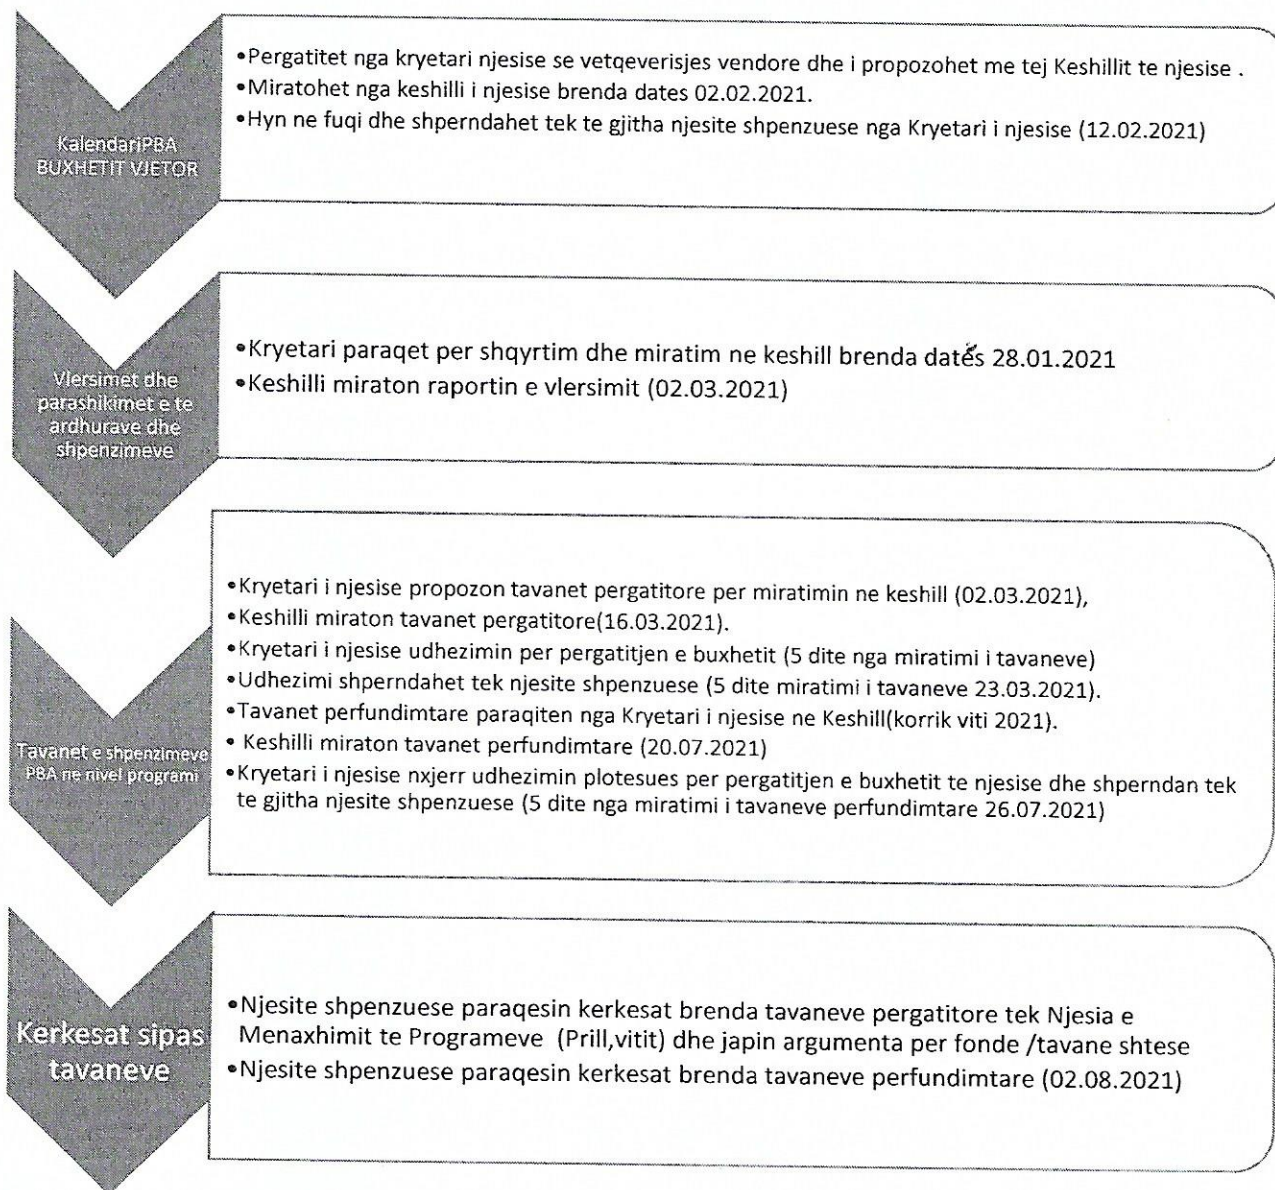 KalendariPBA
BUXHETIT VJETOR
•Pergatitet nga kryetari njesise se vetqeverisjes vendore dhe i propozohet me tej Keshillit te njesise .
•Miratohet nga keshilli i njesise brenda dates 02.02.2021.
•Hyn ne fuqi dhe shperndahet tek te gjitha njesite shpenzuese nga Kryetari i njesise (12.02.2021)
Vlersimet dhe
parashikimet e te
ardhurave dhe
shpenzimeve
•Kryetari paraqet per shqyrtim dhe miratim ne keshill brenda datës 28.01.2021
•Keshilli miraton raportin e vlersimit (02.03.2021)
Tavanet e shpenzimeve
PBA ne nivel programi
•Kryetari i njesise propozon tavanet pergatitore per miratimin ne keshill (02.03.2021),
•Keshilli miraton tavanet pergatitore(16.03.2021).
•Kryetari i njesise udhezimin per pergatitjen e buxhetit (5 dite nga miratimi i tavaneve)
•Udhezimi shperndahet tek njesite shpenzuese (5 dite miratimi i tavaneve 23.03.2021).
•Tavanet perfundimtare paraqiten nga Kryetari i njesise ne Keshill(korrik viti 2021).
• Keshilli miraton tavanet perfundimtare (20.07.2021)
•Kryetari i njesise nxjerr udhezimin plotesues per pergatitjen e buxhetit te njesise dhe shperndan tek
te gjitha njesite shpenzuese (5 dite nga miratimi i tavaneve perfundimtare 26.07.2021)
Kerkesat sipas
tavaneve
•Njesite shpenzuese paraqesin kerkesat brenda tavaneve pergatitore tek Njesia e
Menaxhimit te Programeve  (Prill,vitit) dhe japin argumenta per fonde /tavane shtese
•Njesite shpenzuese paraqesin kerkesat brenda tavaneve perfundimtare (02.08.2021)